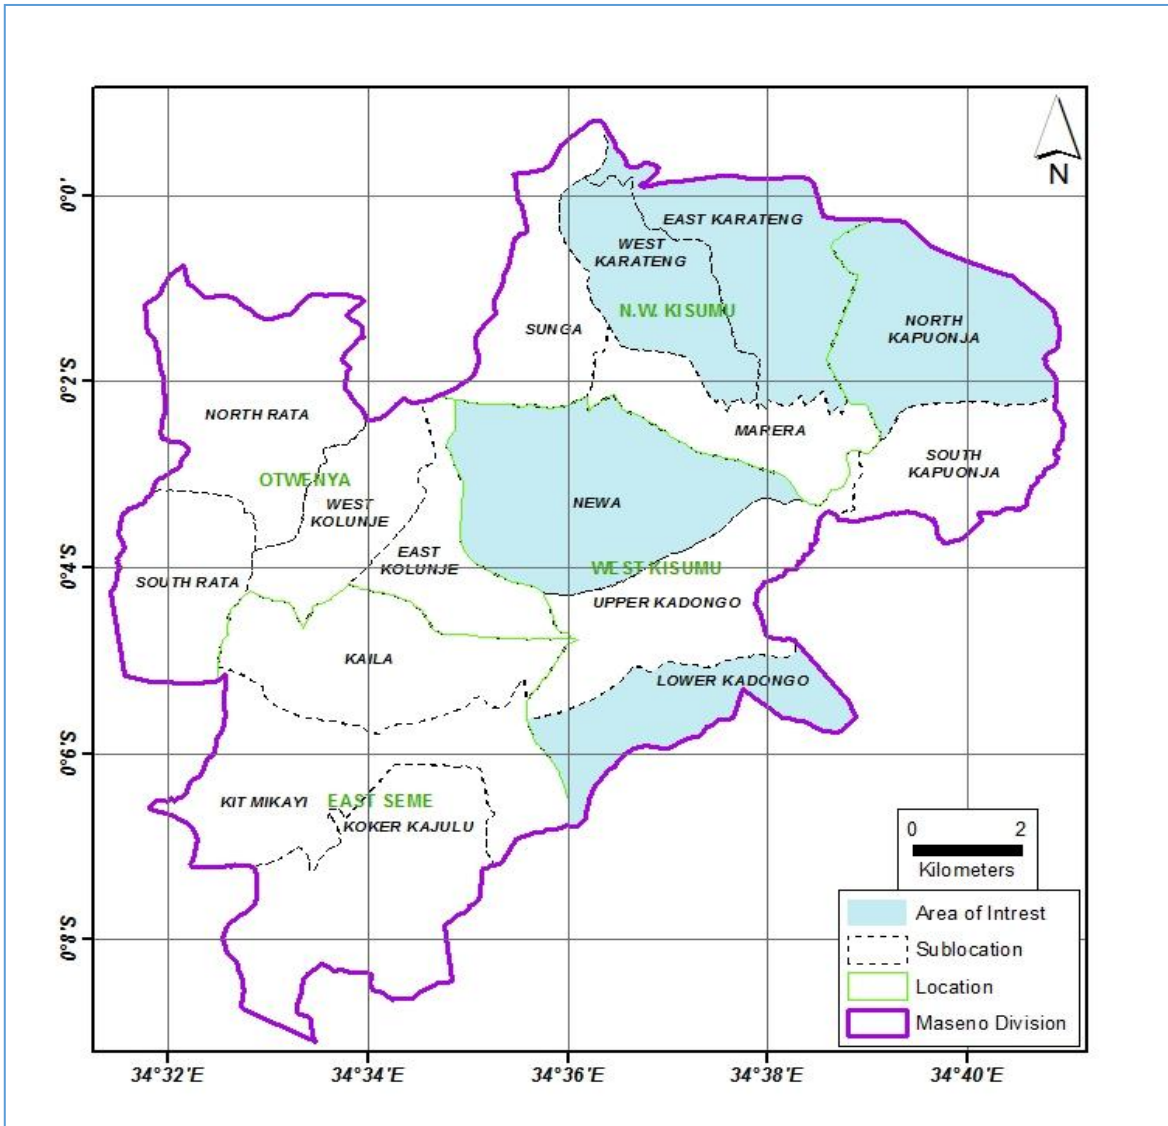 N
0°0'
EAST KARATENG
WEST
KARATENG
N.W. KISUMU
NORTH
KAPUONJA
SUNGA
0°2'S
NORTH RATA
MARERA
SOUTH
KAPUONJA
OTWENYA
WEST
KOLUNJE
NEWA
EAST
KOLUNJE
0°4'S
WEST KISUMU
SOUTH RATA
UPPER KADONGO
KAILA
LOWER KADONGO
0°6'S
KIT MIKAYI
EAST SEME
KOKER KAJULU
0°8'S
0 2
Kilometers
Area of Intrest
Sublocation
Location
Maseno Division
34°32'E 34°34'E 34°36'E 34°38'E 34°40'E